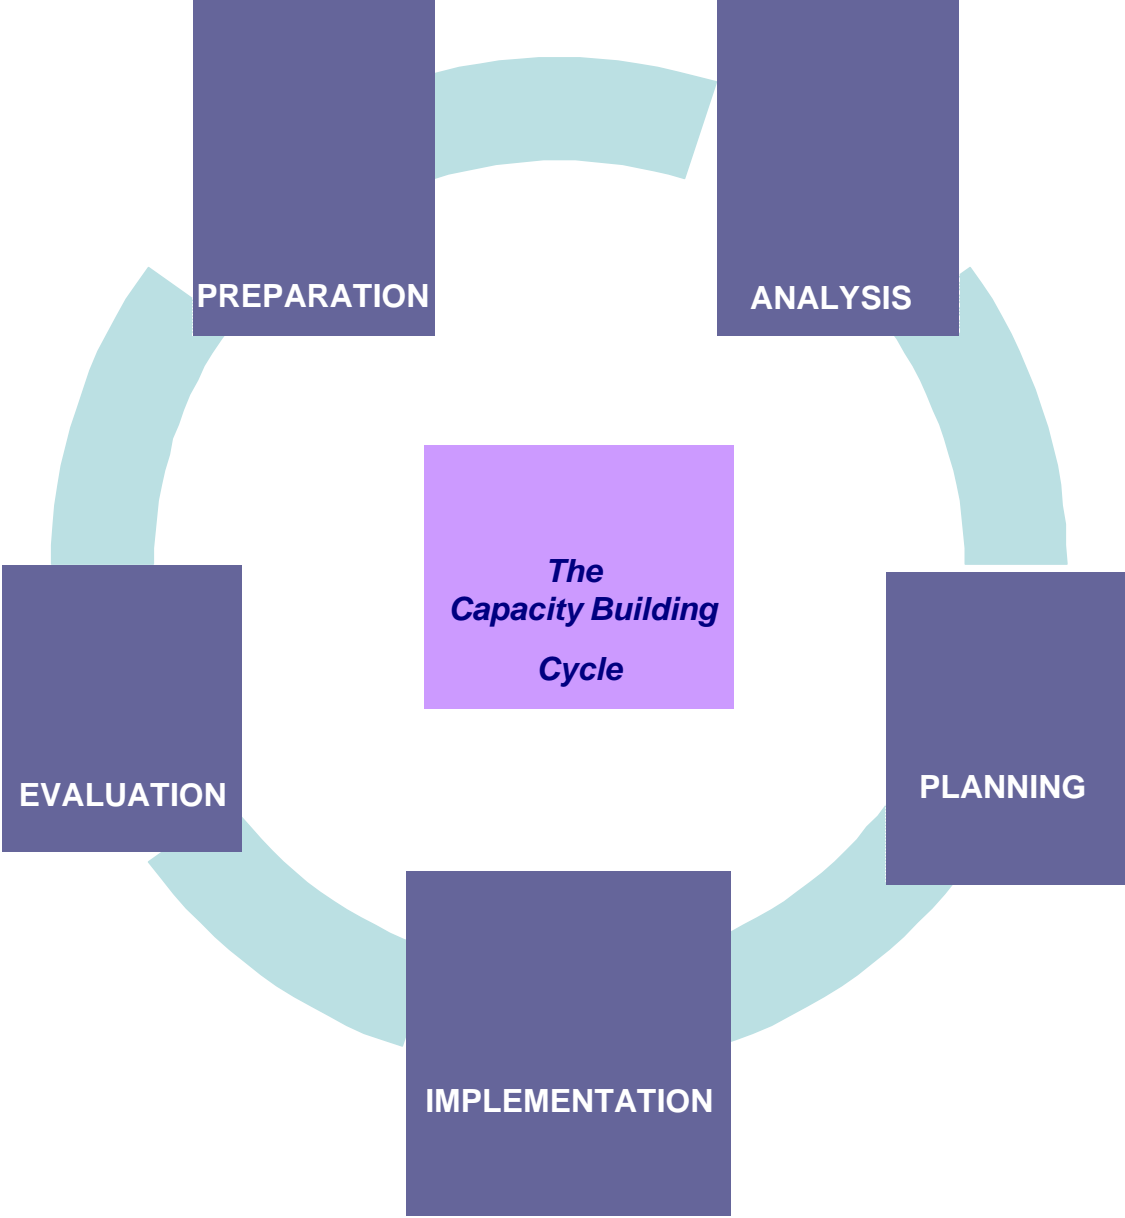 PREPARATION
ANALYSIS
The
Capacity Building
Cycle
EVALUATION
PLANNING
IMPLEMENTATION